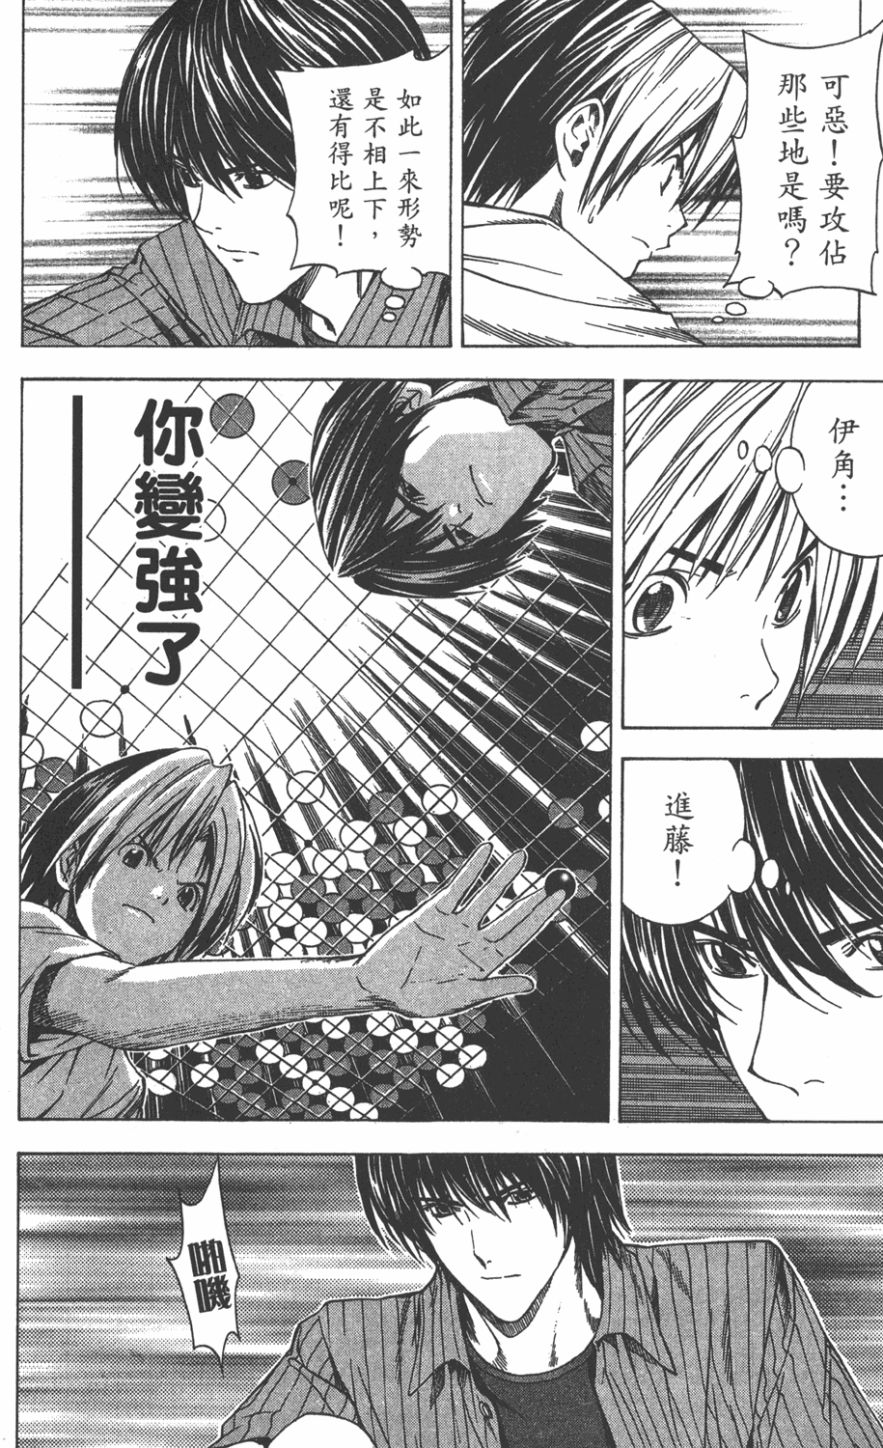 可惡！要攻佔
那些地是嗎？
如此一來形勢
是不相上下，
還有得比呢！
伊角…
進藤！
你變強了
啪嘰